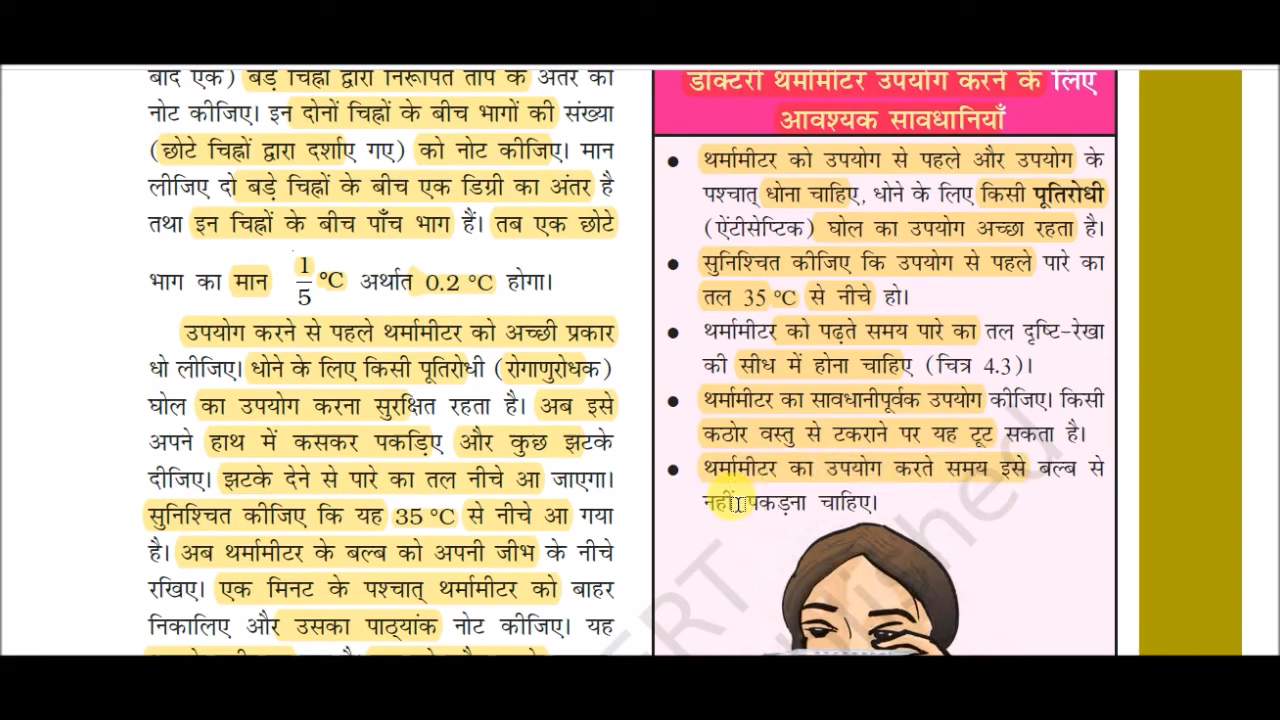 बाद एक) बड़े चिह्नों द्वारा निरूपित ताप के अंतर को
नोट कीजिए। इन दोनों चिह्नों के बीच भागों की संख्या
(छोटे चिह्नों द्वारा दर्शाए गए) को नोट कीजिए। मान
लीजिए दो बड़े चिह्नों के बीच एक डिग्री का अंतर है
तथा इन चिह्नों के बीच पाँच भाग हैं। तब एक छोटे
भाग का मान 1/5 °C अर्थात 0.2 °C होगा।
उपयोग करने से पहले थर्मामीटर को अच्छी प्रकार
धो लीजिए। धोने के लिए किसी पूतिरोधी (रोगाणुरोधक)
घोल का उपयोग करना सुरक्षित रहता है। अब इसे
अपने हाथ में कसकर पकड़िए और कुछ झटके
दीजिए। झटके देने से पारे का तल नीचे आ जाएगा।
सुनिश्चित कीजिए कि यह 35 °C से नीचे आ गया
है। अब थर्मामीटर के बल्ब को अपनी जीभ के नीचे
रखिए। एक मिनट के पश्चात् थर्मामीटर को बाहर
निकालिए और उसका पाठ्यांक नोट कीजिए। यह
डॉक्टरी थर्मामीटर उपयोग करने के लिए
आवश्यक सावधानियाँ
● थर्मामीटर को उपयोग से पहले और उपयोग के
पश्चात् धोना चाहिए, धोने के लिए किसी पूतिरोधी
(ऐंटीसेप्टिक) घोल का उपयोग अच्छा रहता है।
● सुनिश्चित कीजिए कि उपयोग से पहले पारे का
तल 35 °C से नीचे हो।
● थर्मामीटर को पढ़ते समय पारे का तल दृष्टि-रेखा
की सीध में होना चाहिए (चित्र 4.3)।
● थर्मामीटर का सावधानीपूर्वक उपयोग कीजिए। किसी
कठोर वस्तु से टकराने पर यह टूट सकता है।
● थर्मामीटर का उपयोग करते समय इसे बल्ब से
नहीं पकड़ना चाहिए।